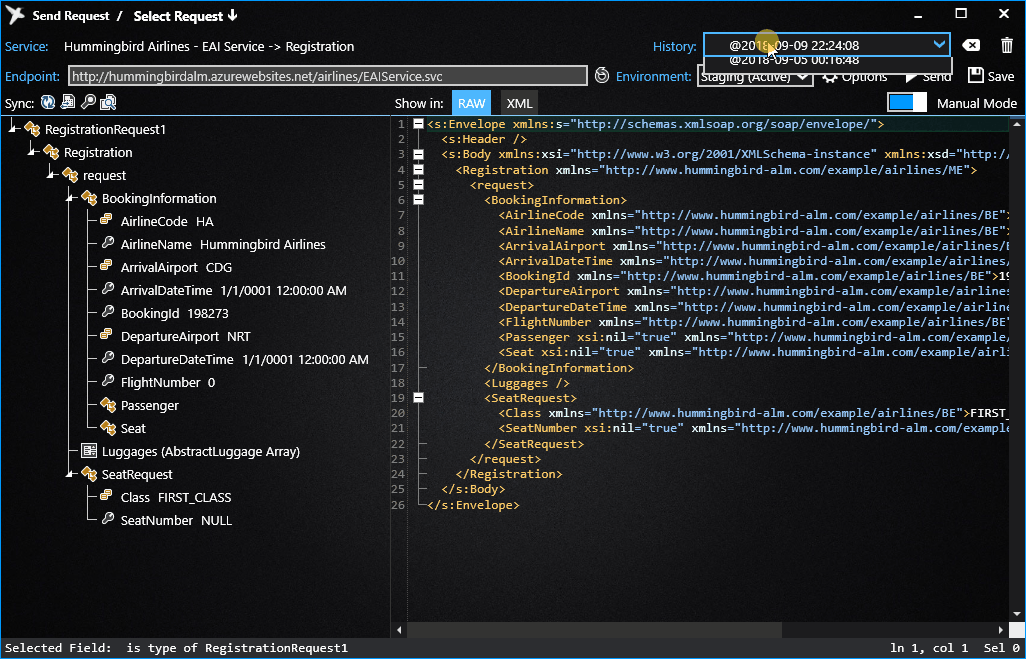 Send Request / Select Request
Service: Hummingbird Airlines - EAI Service -> Registration
History: @2018-09-09 22:24:08
@2018-09-05 00:16:48
Endpoint: http://hummingbirdalm.azurewebsites.net/airlines/EAIService.svc
Environment: Staging (Active) Options Send Save
Sync: Show in: RAW XML Manual Mode
RegistrationRequest1
Registration
request
BookingInformation
AirlineCode HA
AirlineName Hummingbird Airlines
ArrivalAirport CDG
ArrivalDateTime 1/1/0001 12:00:00 AM
BookingId 198273
DepartureAirport NRT
DepartureDateTime 1/1/0001 12:00:00 AM
FlightNumber 0
Passenger
Seat
Luggages (AbstractLuggage Array)
SeatRequest
Class FIRST_CLASS
SeatNumber NULL
1 <s:Envelope xmlns:s="http://schemas.xmlsoap.org/soap/envelope/">
2 <s:Header />
3 <s:Body xmlns:xsi="http://www.w3.org/2001/XMLSchema-instance" xmlns:xsd="http:/
4 <Registration xmlns="http://www.hummingbird-alm.com/example/airlines/ME">
5 <request>
6 <BookingInformation>
7 <AirlineCode xmlns="http://www.hummingbird-alm.com/example/airlines/BE">
8 <AirlineName xmlns="http://www.hummingbird-alm.com/example/airlines/BE">
9 <ArrivalAirport xmlns="http://www.hummingbird-alm.com/example/airlines/B
10 <ArrivalDateTime xmlns="http://www.hummingbird-alm.com/example/airlines/
11 <BookingId xmlns="http://www.hummingbird-alm.com/example/airlines/BE">19
12 <DepartureAirport xmlns="http://www.hummingbird-alm.com/example/airlines
13 <DepartureDateTime xmlns="http://www.hummingbird-alm.com/example/airline
14 <FlightNumber xmlns="http://www.hummingbird-alm.com/example/airlines/BE"
15 <Passenger xsi:nil="true" xmlns="http://www.hummingbird-alm.com/example/
16 <Seat xsi:nil="true" xmlns="http://www.hummingbird-alm.com/example/airli
17 </BookingInformation>
18 <Luggages />
19 <SeatRequest>
20 <Class xmlns="http://www.hummingbird-alm.com/example/airlines/BE">FIRST_
21 <SeatNumber xsi:nil="true" xmlns="http://www.hummingbird-alm.com/example
22 </SeatRequest>
23 </request>
24 </Registration>
25 </s:Body>
26 </s:Envelope>
Selected Field: is type of RegistrationRequest1
ln 1, col 1 Sel 0